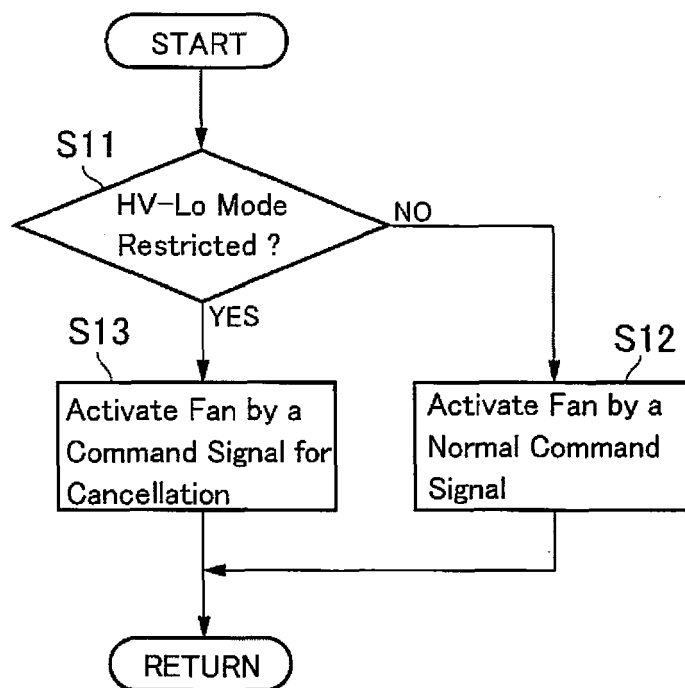 START
S11
HV-Lo Mode
Restricted ?
NO
YES
S13
Activate Fan by a
Command Signal for
Cancellation
S12
Activate Fan by a
Normal Command
Signal
RETURN